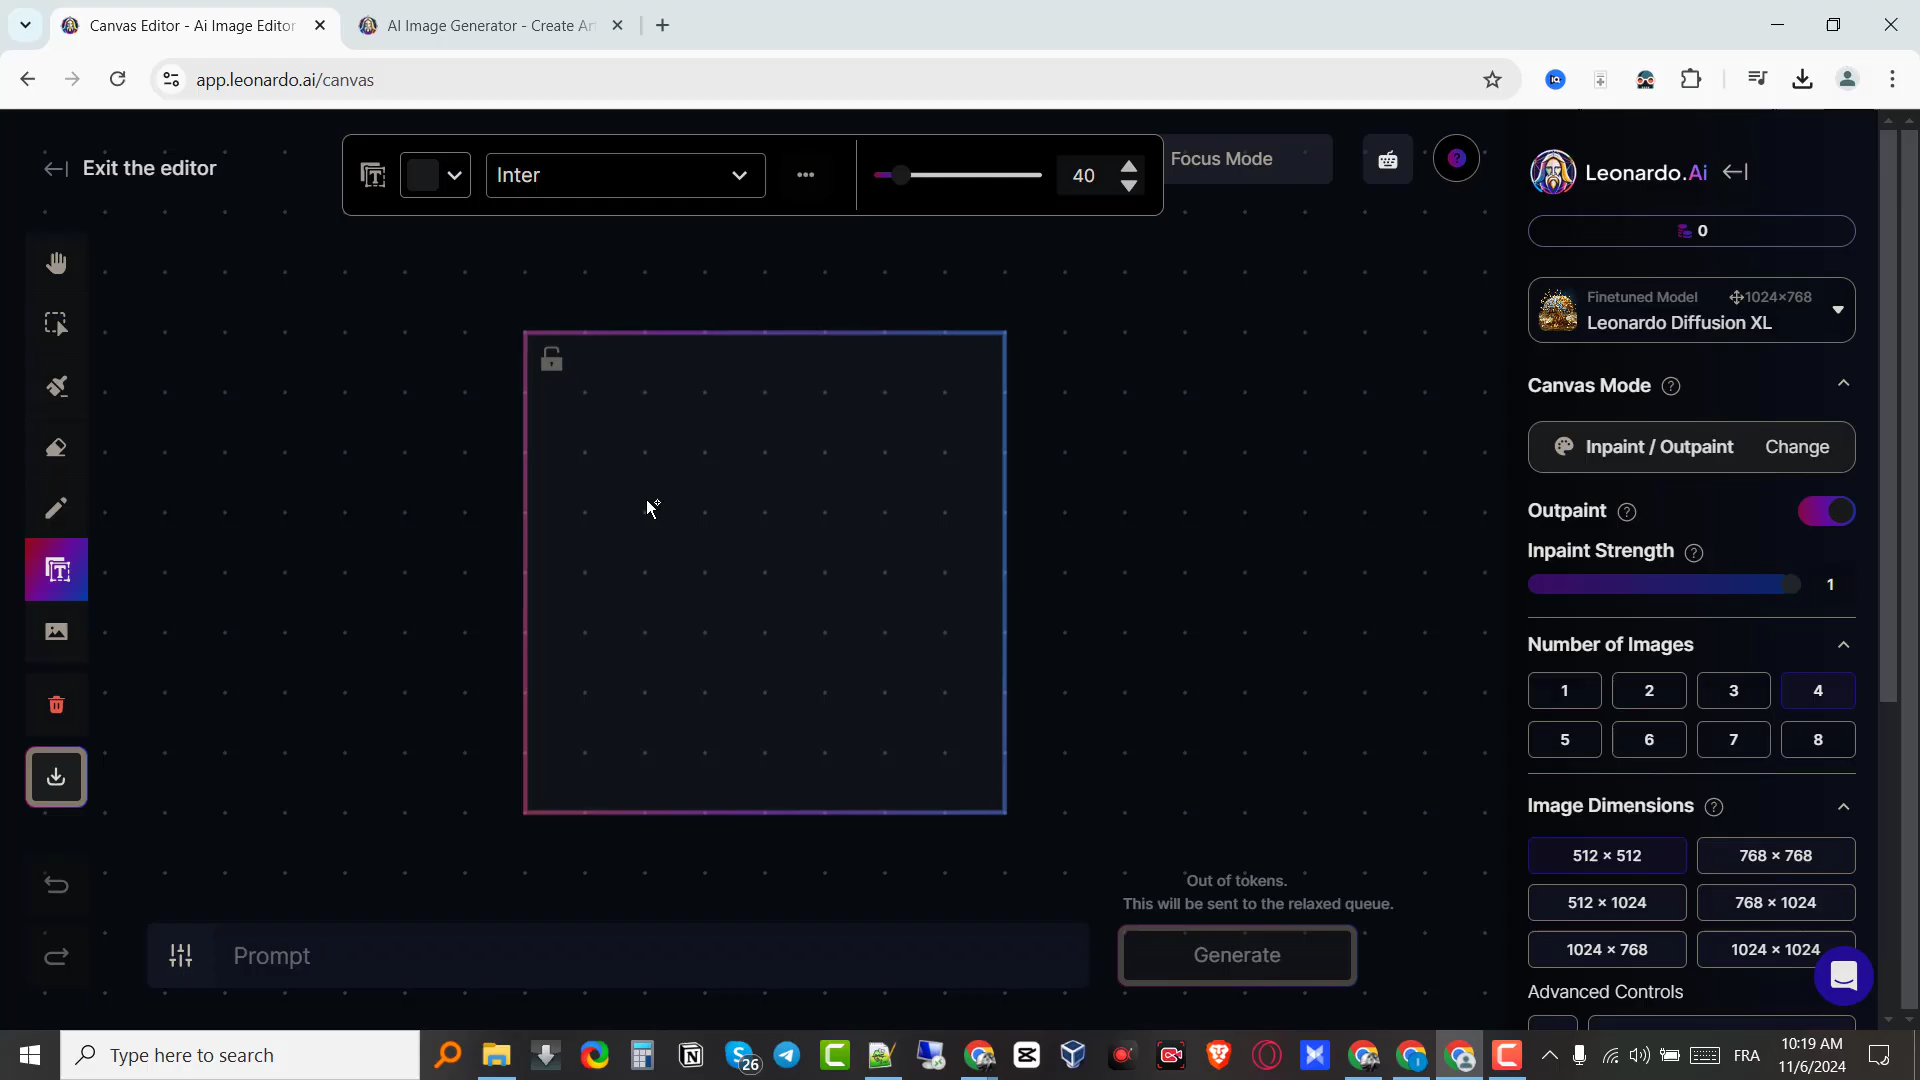 Canvas Editor - Ai Image Editor
AI Image Generator - Create Ar
app.leonardo.ai/canvas
Exit the editor
Inter
40
Focus Mode
Leonardo.Ai
0
Finetuned Model
1024×768
Leonardo Diffusion XL
Canvas Mode
Inpaint / Outpaint
Change
Outpaint
Inpaint Strength
1
Number of Images
1
2
3
4
5
6
7
8
Image Dimensions
512 × 512
768 × 768
512 × 1024
768 × 1024
1024 × 768
1024 × 1024
Advanced Controls
Out of tokens.
This will be sent to the relaxed queue.
Prompt
Generate
Type here to search
26
FRA
10:19 AM
11/6/2024